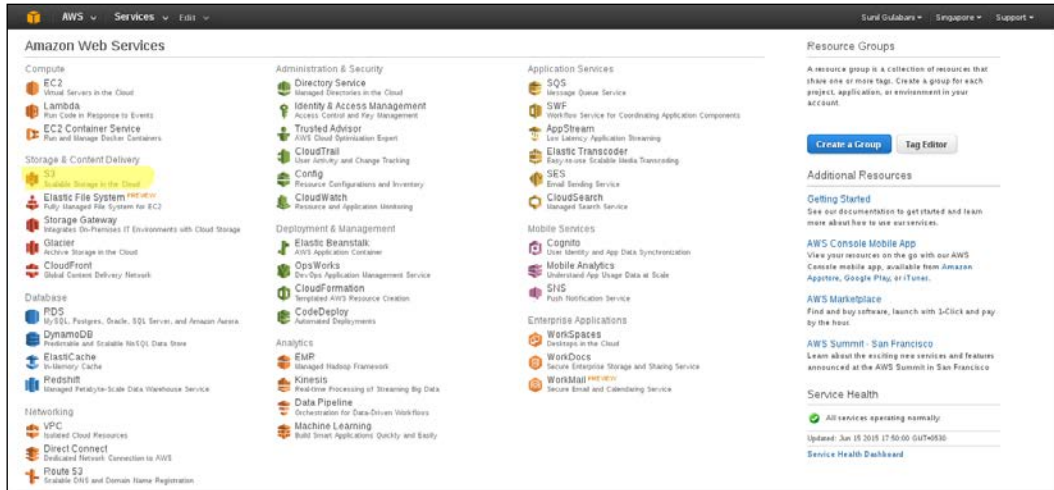 AWS Services Edit Sunil Gulabani Singapore Support
Amazon Web Services
Compute
EC2
Virtual Servers in the Cloud
Lambda
Run Code in Response to Events
EC2 Container Service
Run and Manage Docker Containers
Storage & Content Delivery
S3
Scalable Storage in the Cloud
Elastic File System PREVIEW
Fully Managed File System for EC2
Storage Gateway
Integrates On-Premises IT Environments with Cloud Storage
Glacier
Archive Storage in the Cloud
CloudFront
Global Content Delivery Network
Database
RDS
MySQL, Postgres, Oracle, SQL Server, and Amazon Aurora
DynamoDB
Predictable and Scalable NoSQL Data Store
ElastiCache
In-Memory Cache
Redshift
Managed Petabyte-Scale Data Warehouse Service
Networking
VPC
Isolated Cloud Resources
Direct Connect
Dedicated Network Connection to AWS
Route 53
Scalable DNS and Domain Name Registration
Administration & Security
Directory Service
Managed Directories in the Cloud
Identity & Access Management
Access Control and Key Management
Trusted Advisor
AWS Cloud Optimisation Expert
CloudTrail
User Activity and Change Tracking
Config
Resource Configurations and Inventory
CloudWatch
Resource and Application Monitoring
Deployment & Management
Elastic Beanstalk
AWS Application Container
OpsWorks
DevOps Application Management Service
CloudFormation
Templated AWS Resource Creation
CodeDeploy
Automated Deployments
Analytics
EMR
Managed Hadoop Framework
Kinesis
Real-time Processing of Streaming Big Data
Data Pipeline
Orchestration for Data-Driven Workflows
Machine Learning
Build Smart Applications Quickly and Easily
Application Services
SQS
Message Queue Service
SWF
Workflow Service for Coordinating Application Components
AppStream
Low Latency Application Streaming
Elastic Transcoder
Easy-to-use Scalable Media Transcoding
SES
Email Sending Service
CloudSearch
Managed Search Service
Mobile Services
Cognito
User Identity and App Data Synchronization
Mobile Analytics
Understand App Usage Data at Scale
SNS
Push Notification Service
Enterprise Applications
WorkSpaces
Desktops in the Cloud
WorkDocs
Secure Enterprise Storage and Sharing Service
WorkMail PREVIEW
Secure Email and Calendaring Service
Resource Groups
A resource group is a collection of resources that
share one or more tags. Create a group for each
project, application, or environment in your
account.
Create a Group Tag Editor
Additional Resources
Getting Started
See our documentation to get started and learn
more about how to use our services.
AWS Console Mobile App
View your resources on the go with our AWS
Console mobile app, available from Amazon
Appstore, Google Play, or iTunes.
AWS Marketplace
Find and buy software, launch with 1-Click and pay
by the hour.
AWS Summit - San Francisco
Learn about the exciting new services and features
announced at the AWS Summit in San Francisco
Service Health
All services operating normally.
Updated: Jun 15 2015 17:50:00 GMT+0530
Service Health Dashboard